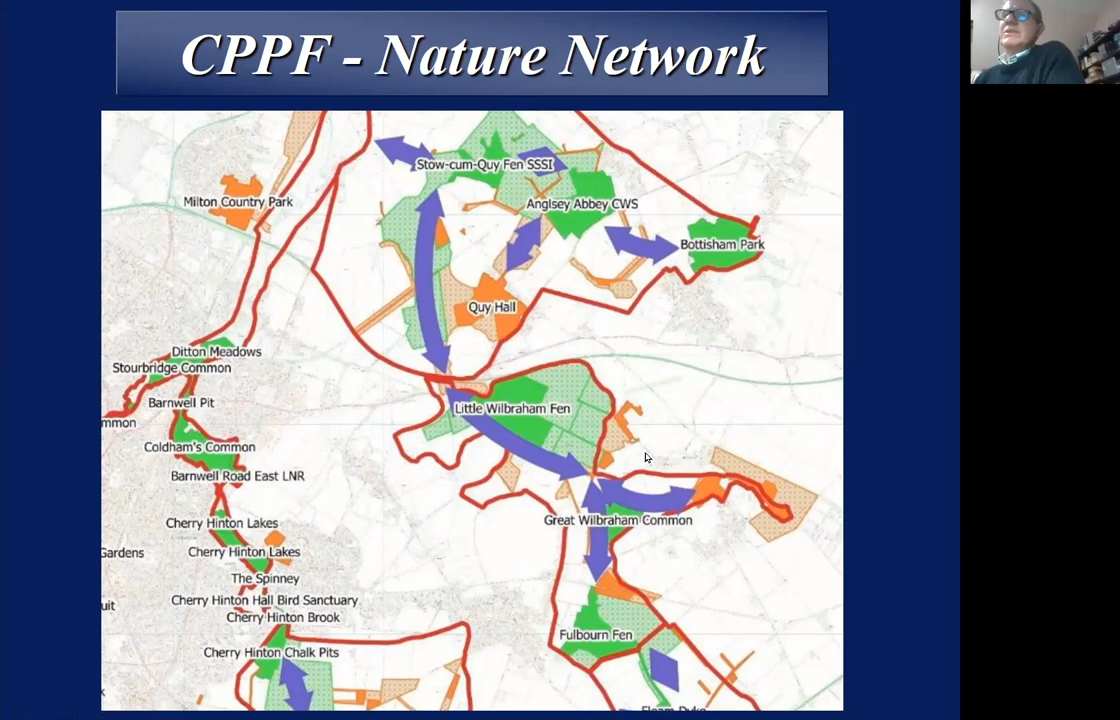 CPPF - Nature Network
Stow-cum-Quy Fen SSSI
Milton Country Park
Anglsey Abbey CWS
Bottisham Park
Quy Hall
Ditton Meadows
Stourbridge Common
Barnwell Pit
Little Wilbraham Fen
mmon
Coldham's Common
Barnwell Road East LNR
Great Wilbraham Common
Cherry Hinton Lakes
Gardens
Cherry Hinton Lakes
The Spinney
uit
Cherry Hinton Hall Bird Sanctuary
Cherry Hinton Brook
Fulbourn Fen
Cherry Hinton Chalk Pits
Fleam Dyke